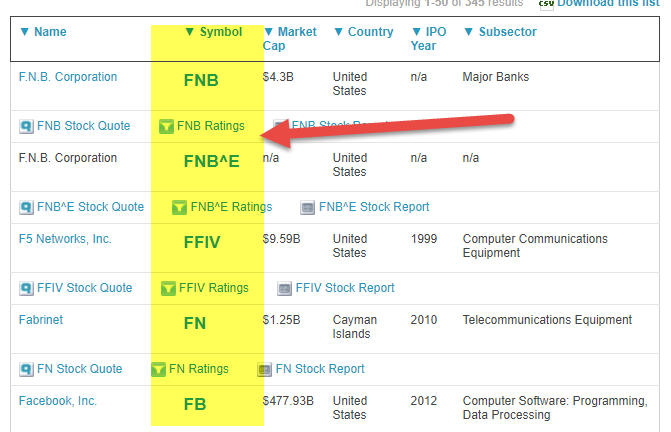 Displaying 1-50 of 345 results CSV Download this list
▼ Name ▼ Symbol ▼ Market Cap ▼ Country ▼ IPO Year ▼ Subsector
F.N.B. Corporation FNB $4.3B United States n/a Major Banks
FNB Stock Quote FNB Ratings FNB Stock Report
F.N.B. Corporation FNB^E n/a United States n/a n/a
FNB^E Stock Quote FNB^E Ratings FNB^E Stock Report
F5 Networks, Inc. FFIV $9.59B United States 1999 Computer Communications Equipment
FFIV Stock Quote FFIV Ratings FFIV Stock Report
Fabrinet FN $1.25B Cayman Islands 2010 Telecommunications Equipment
FN Stock Quote FN Ratings FN Stock Report
Facebook, Inc. FB $477.93B United States 2012 Computer Software: Programming, Data Processing